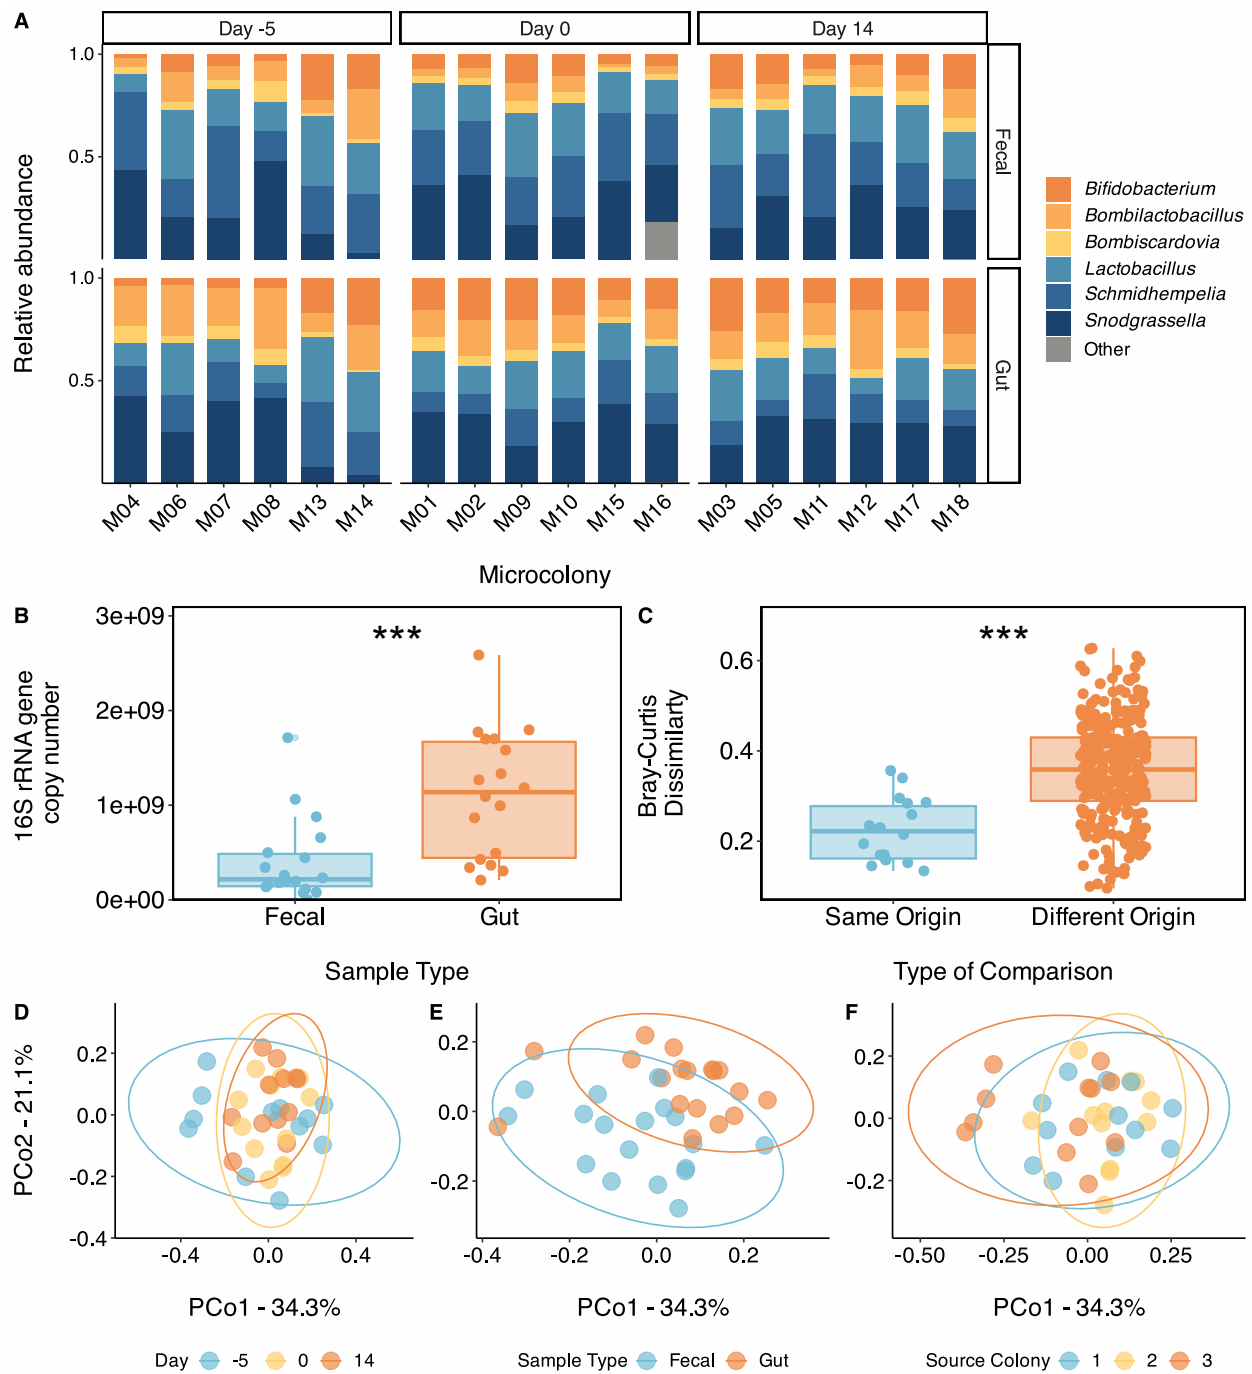 A
Day -5
Day 0
Day 14
Relative abundance
1.0
0.5
Fecal
1.0
0.5
Gut
Bifidobacterium
Bombilactobacillus
Bombiscardovia
Lactobacillus
Schmidhempelia
Snodgrassella
Other
M04
M06
M07
M08
M13
M14
M01
M02
M09
M10
M15
M16
M03
M05
M11
M12
M17
M18
Microcolony
B
16S rRNA gene
copy number
3e+09
2e+09
1e+09
0e+00
***
Fecal
Gut
Sample Type
C
Bray-Curtis
Dissimilarty
0.6
0.4
0.2
***
Same Origin
Different Origin
Type of Comparison
D
PCo2 - 21.1%
0.2
0.0
-0.2
-0.4
-0.4
0.0
0.4
PCo1 - 34.3%
Day -5 0 14
E
0.2
0.0
-0.2
-0.4
-0.2
0.0
0.2
PCo1 - 34.3%
Sample Type Fecal Gut
F
0.2
0.0
-0.2
-0.50
-0.25
0.00
0.25
PCo1 - 34.3%
Source Colony 1 2 3